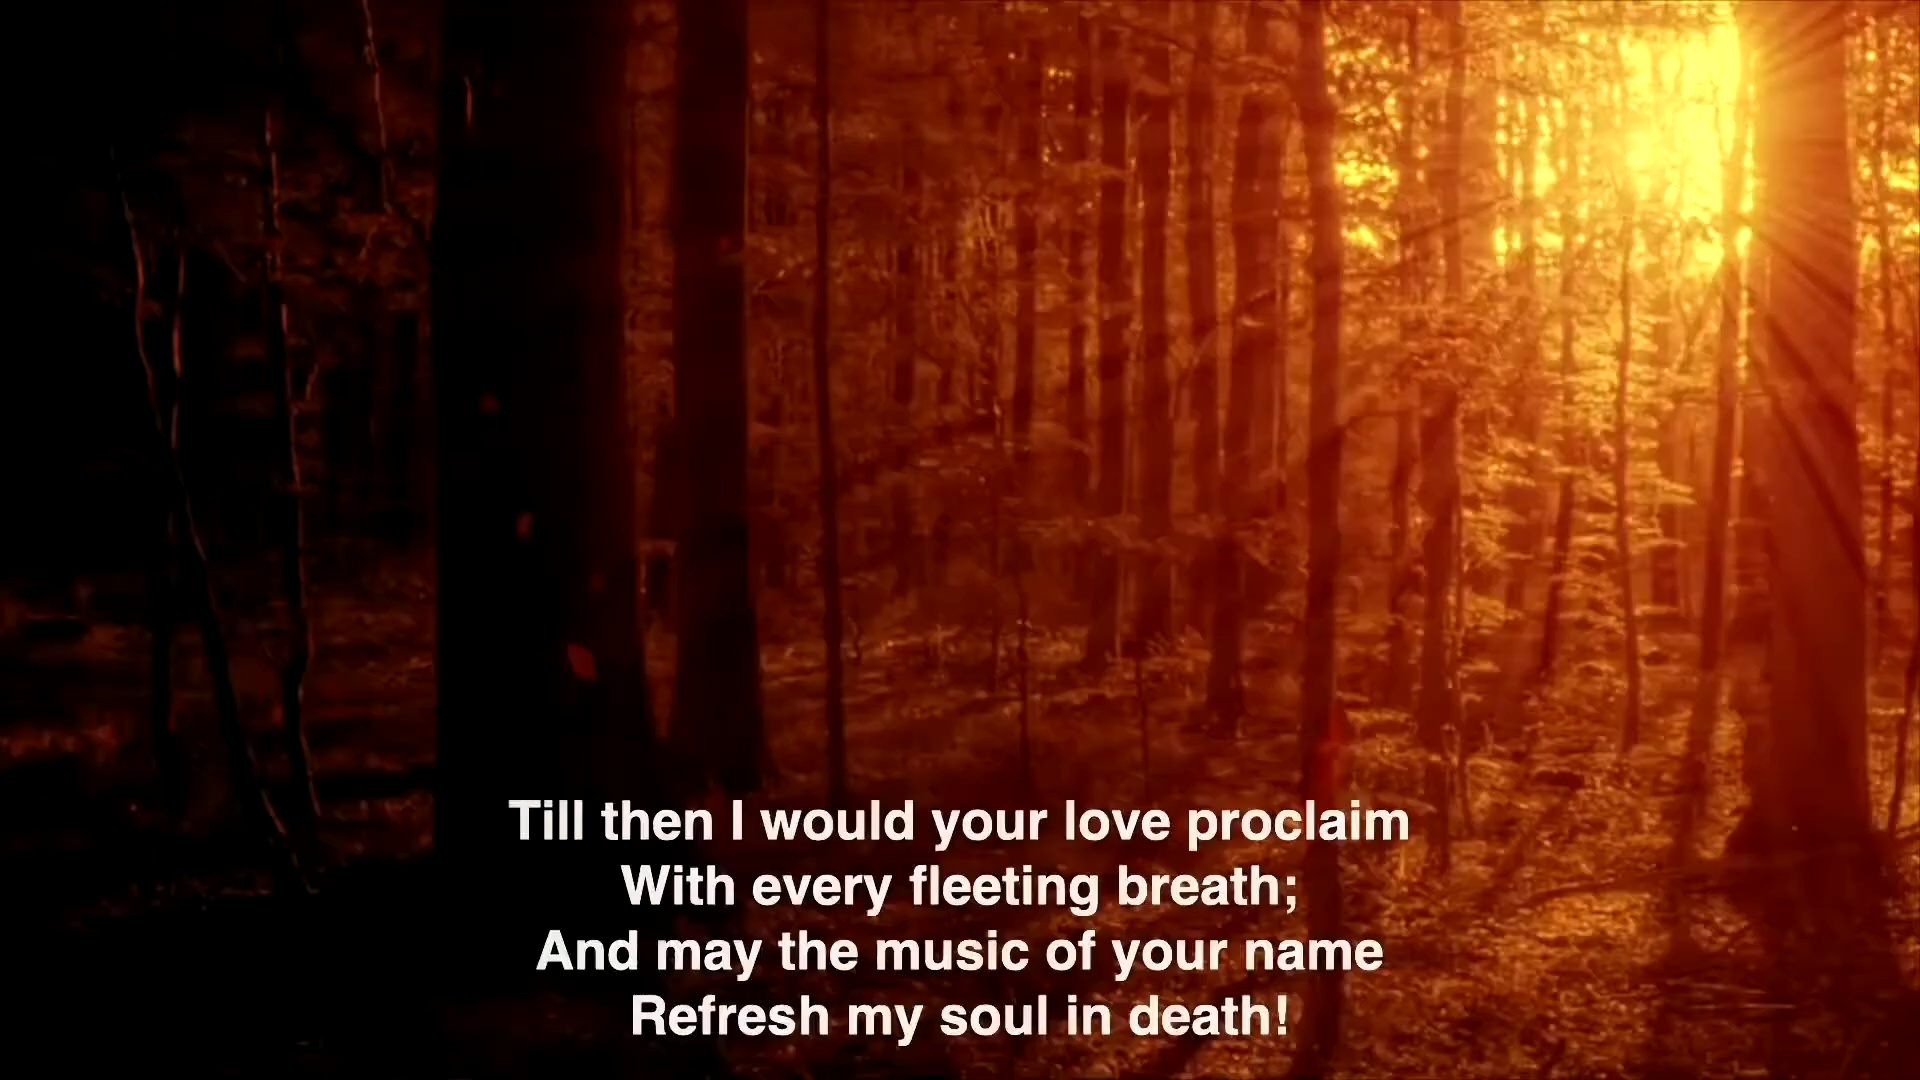 Till then I would your love proclaim
With every fleeting breath;
And may the music of your name
Refresh my soul in death!